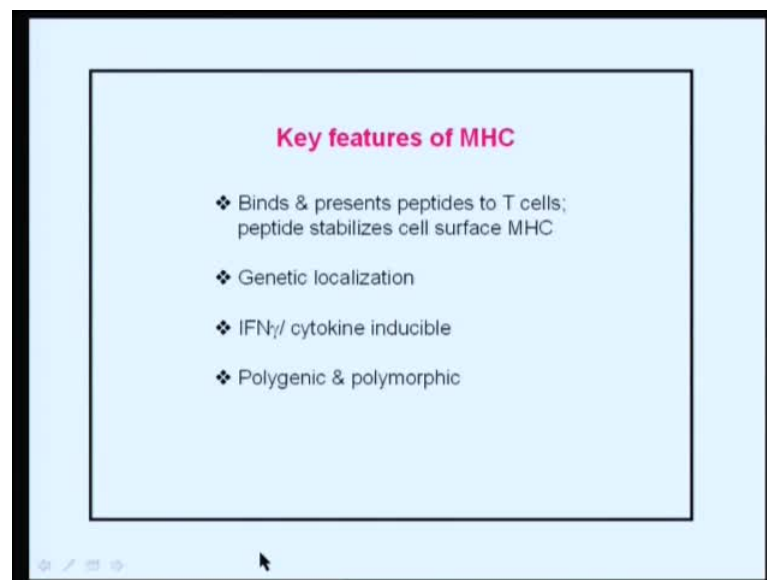 Key features of MHC
❖ Binds & presents peptides to T cells;
peptide stabilizes cell surface MHC
❖ Genetic localization
❖ IFNγ/ cytokine inducible
❖ Polygenic & polymorphic